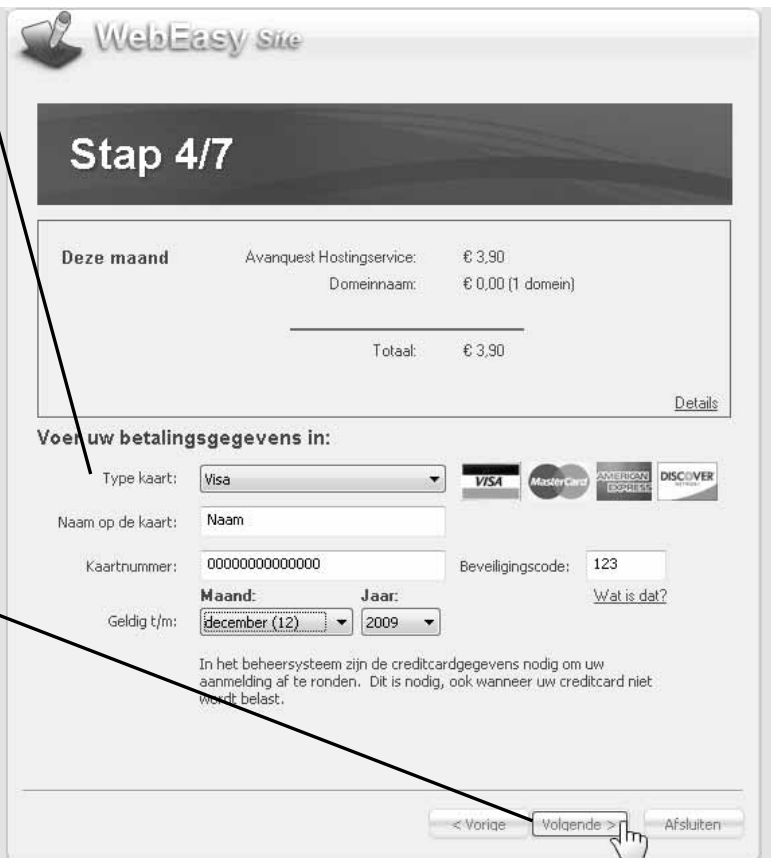 WebEasy Site
Stap 4/7
Deze maand
Avanquest Hostingservice: € 3,90
Domeinnaam: € 0,00 (1 domein)
Totaal: € 3,90
Details
Voer uw betalingsgegevens in:
Type kaart: Visa VISA MasterCard AMERICAN EXPRESS DISCOVER
Naam op de kaart: Naam
Kaartnummer: 00000000000000 Beveiligingscode: 123
Maand: Jaar: Wat is dat?
Geldig t/m: december (12) 2009
In het beheersysteem zijn de creditcardgegevens nodig om uw
aanmelding af te ronden. Dit is nodig, ook wanneer uw creditcard niet
wordt belast.
< Vorige Volgende > Afsluiten